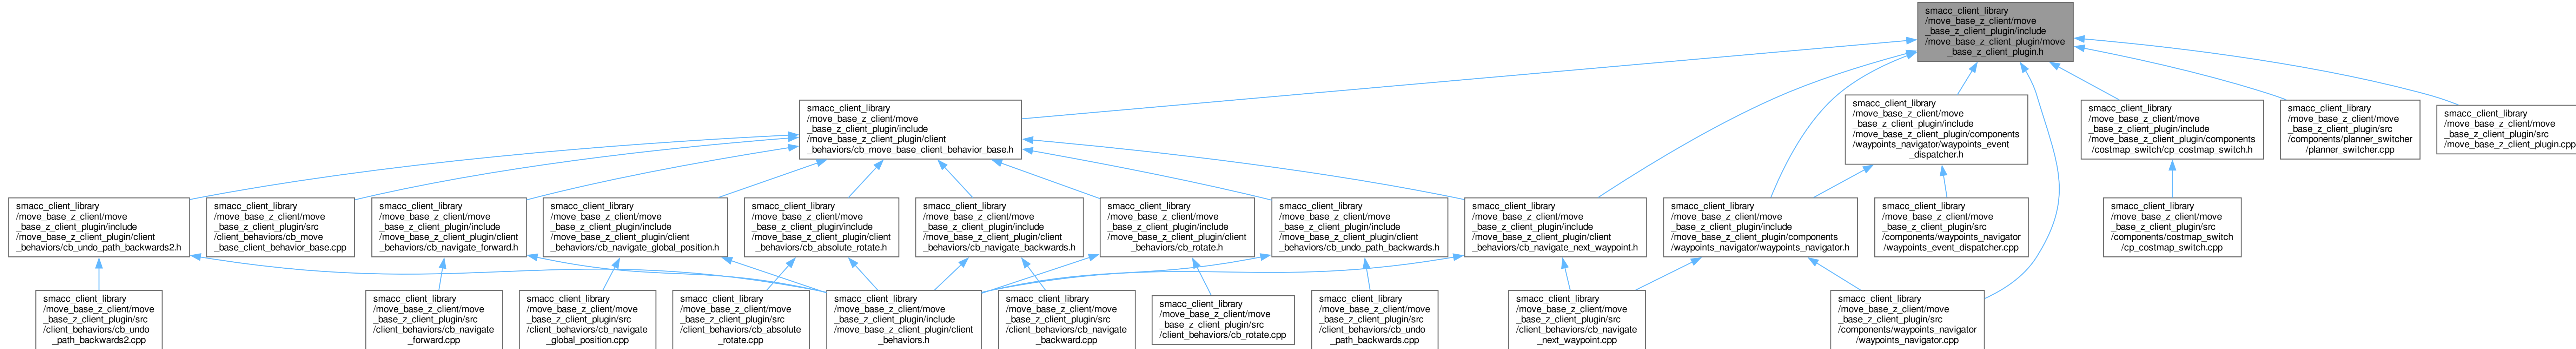 smacc_client_library
/move_base_z_client/move
_base_z_client_plugin/include
/move_base_z_client_plugin/move
_base_z_client_plugin.h
smacc_client_library
/move_base_z_client/move
_base_z_client_plugin/include
/move_base_z_client_plugin/client
_behaviors/cb_move_base_client_behavior_base.h
smacc_client_library
/move_base_z_client/move
_base_z_client_plugin/include
/move_base_z_client_plugin/components
/waypoints_navigator/waypoints_event
_dispatcher.h
smacc_client_library
/move_base_z_client/move
_base_z_client_plugin/include
/move_base_z_client_plugin/components
/costmap_switch/cp_costmap_switch.h
smacc_client_library
/move_base_z_client/move
_base_z_client_plugin/src
/components/planner_switcher
/planner_switcher.cpp
smacc_client_library
/move_base_z_client/move
_base_z_client_plugin/src
/move_base_z_client_plugin.cpp
smacc_client_library
/move_base_z_client/move
_base_z_client_plugin/include
/move_base_z_client_plugin/client
_behaviors/cb_undo_path_backwards2.h
smacc_client_library
/move_base_z_client/move
_base_z_client_plugin/src
/client_behaviors/cb_move
_base_client_behavior_base.cpp
smacc_client_library
/move_base_z_client/move
_base_z_client_plugin/include
/move_base_z_client_plugin/client
_behaviors/cb_navigate_forward.h
smacc_client_library
/move_base_z_client/move
_base_z_client_plugin/include
/move_base_z_client_plugin/client
_behaviors/cb_navigate_global_position.h
smacc_client_library
/move_base_z_client/move
_base_z_client_plugin/include
/move_base_z_client_plugin/client
_behaviors/cb_absolute_rotate.h
smacc_client_library
/move_base_z_client/move
_base_z_client_plugin/include
/move_base_z_client_plugin/client
_behaviors/cb_navigate_backwards.h
smacc_client_library
/move_base_z_client/move
_base_z_client_plugin/include
/move_base_z_client_plugin/client
_behaviors/cb_rotate.h
smacc_client_library
/move_base_z_client/move
_base_z_client_plugin/include
/move_base_z_client_plugin/client
_behaviors/cb_undo_path_backwards.h
smacc_client_library
/move_base_z_client/move
_base_z_client_plugin/include
/move_base_z_client_plugin/client
_behaviors/cb_navigate_next_waypoint.h
smacc_client_library
/move_base_z_client/move
_base_z_client_plugin/include
/move_base_z_client_plugin/components
/waypoints_navigator/waypoints_navigator.h
smacc_client_library
/move_base_z_client/move
_base_z_client_plugin/src
/components/waypoints_navigator
/waypoints_event_dispatcher.cpp
smacc_client_library
/move_base_z_client/move
_base_z_client_plugin/src
/components/costmap_switch
/cp_costmap_switch.cpp
smacc_client_library
/move_base_z_client/move
_base_z_client_plugin/src
/client_behaviors/cb_undo
_path_backwards2.cpp
smacc_client_library
/move_base_z_client/move
_base_z_client_plugin/src
/client_behaviors/cb_navigate
_forward.cpp
smacc_client_library
/move_base_z_client/move
_base_z_client_plugin/src
/client_behaviors/cb_navigate
_global_position.cpp
smacc_client_library
/move_base_z_client/move
_base_z_client_plugin/src
/client_behaviors/cb_absolute
_rotate.cpp
smacc_client_library
/move_base_z_client/move
_base_z_client_plugin/include
/move_base_z_client_plugin/client
_behaviors.h
smacc_client_library
/move_base_z_client/move
_base_z_client_plugin/src
/client_behaviors/cb_navigate
_backward.cpp
smacc_client_library
/move_base_z_client/move
_base_z_client_plugin/src
/client_behaviors/cb_rotate.cpp
smacc_client_library
/move_base_z_client/move
_base_z_client_plugin/src
/client_behaviors/cb_undo
_path_backwards.cpp
smacc_client_library
/move_base_z_client/move
_base_z_client_plugin/src
/client_behaviors/cb_navigate
_next_waypoint.cpp
smacc_client_library
/move_base_z_client/move
_base_z_client_plugin/src
/components/waypoints_navigator
/waypoints_navigator.cpp